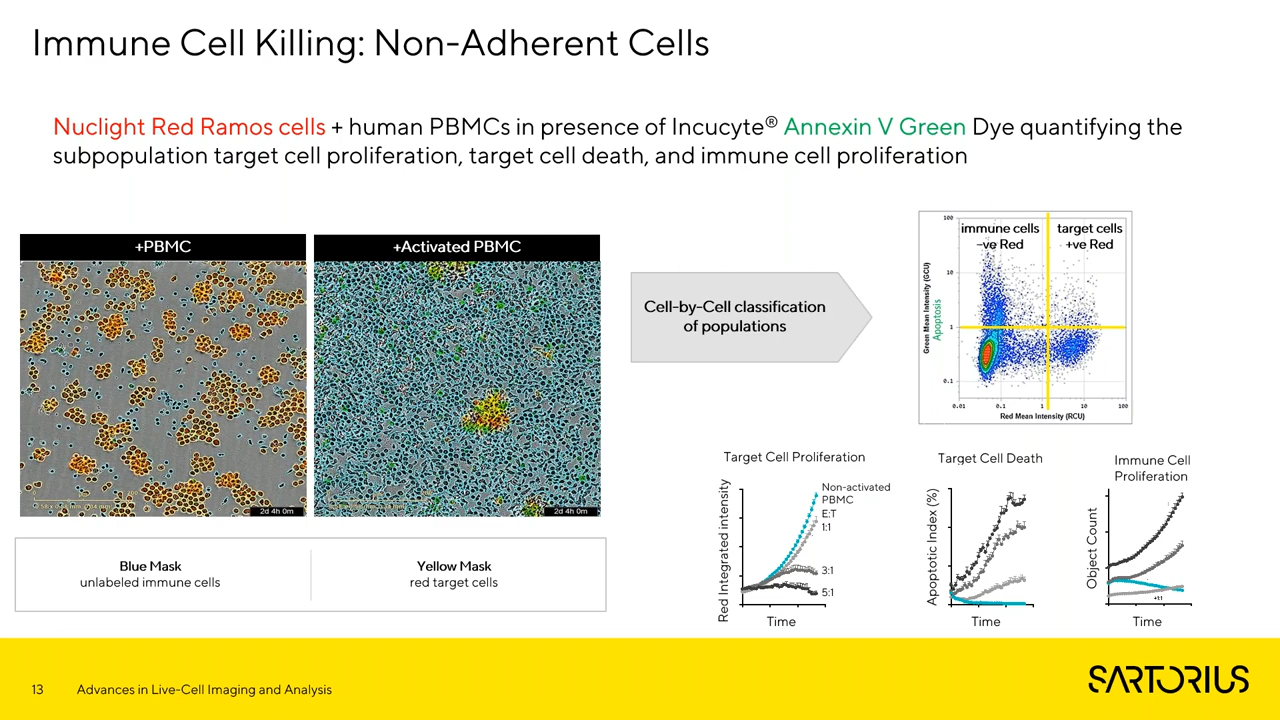 Immune Cell Killing: Non-Adherent Cells
Nuclight Red Ramos cells + human PBMCs in presence of Incucyte® Annexin V Green Dye quantifying the
subpopulation target cell proliferation, target cell death, and immune cell proliferation
+PBMC
2d 4h 0m
+Activated PBMC
2d 4h 0m
Blue Mask
unlabeled immune cells
Yellow Mask
red target cells
Cell-by-Cell classification
of populations
immune cells
–ve Red
target cells
+ve Red
Green Mean Intensity (GCU)
Apoptosis
100
10
1
0.1
0.01
0.1
1
10
100
Red Mean Intensity (RCU)
Target Cell Proliferation
Red Integrated intensity
Non-activated
PBMC
E:T
1:1
3:1
5:1
Time
Target Cell Death
Apoptotic Index (%)
Time
Immune Cell
Proliferation
Object Count
Time
13
Advances in Live-Cell Imaging and Analysis
SARTORIUS